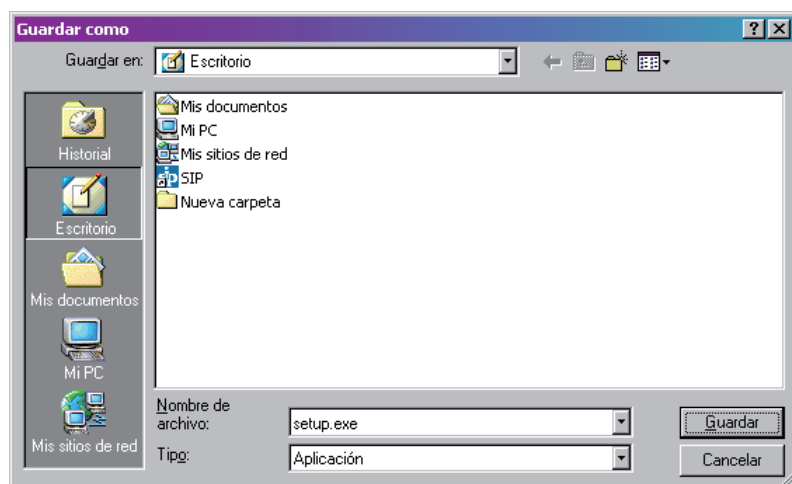 Guardar como
Guardar en:
Escritorio
Historial
Escritorio
Mis documentos
Mi PC
Mis sitios de red
Mis documentos
Mi PC
Mis sitios de red
SIP
Nueva carpeta
Nombre de
archivo:
setup.exe
Guardar
Tipo:
Aplicación
Cancelar